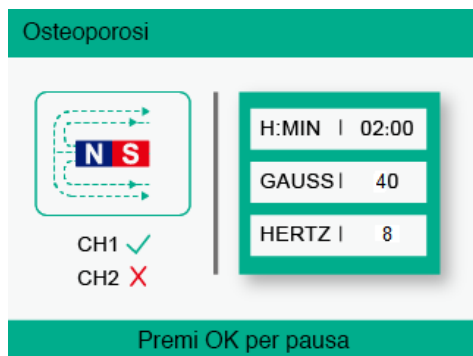 Osteoporosi
N S
CH1 ✓
CH2 X
H:MIN | 02:00
GAUSS | 40
HERTZ | 8
Premi OK per pausa